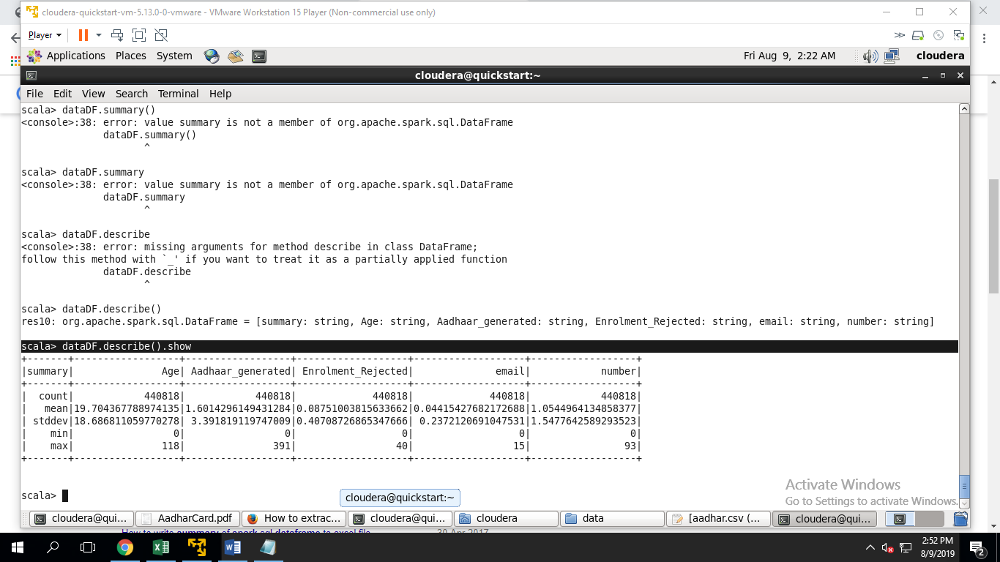 cloudera-quickstart-vm-5.13.0-0-vmware - VMware Workstation 15 Player (Non-commercial use only)
Player
Applications Places System Fri Aug 9, 2:22 AM cloudera
cloudera@quickstart:~
File Edit View Search Terminal Help
scala> dataDF.summary()
<console>:38: error: value summary is not a member of org.apache.spark.sql.DataFrame
dataDF.summary()
^
scala> dataDF.summary
<console>:38: error: value summary is not a member of org.apache.spark.sql.DataFrame
dataDF.summary
^
scala> dataDF.describe
<console>:38: error: missing arguments for method describe in class DataFrame;
follow this method with `_' if you want to treat it as a partially applied function
dataDF.describe
^
scala> dataDF.describe()
res10: org.apache.spark.sql.DataFrame = [summary: string, Age: string, Aadhaar_generated: string, Enrolment_Rejected: string, email: string, number: string]
scala> dataDF.describe().show
+-------+------------------+------------------+-------------------+-------------------+------------------+
|summary| Age| Aadhaar_generated| Enrolment_Rejected| email| number|
+-------+------------------+------------------+-------------------+-------------------+------------------+
| count| 440818| 440818| 440818| 440818| 440818|
| mean|19.704367788974135|1.6014296149431284|0.08751003815633662|0.04415427682172688|1.0544964134858377|
| stddev|18.686811059770278| 3.391819119747009|0.40708726865347666| 0.2372120691047531|1.5477642589293523|
| min| 0| 0| 0| 0| 0|
| max| 118| 391| 40| 15| 93|
+-------+------------------+------------------+-------------------+-------------------+------------------+
scala>
cloudera@quickstart:~
Activate Windows
Go to Settings to activate Windows.
cloudera@qui... AadharCard.pdf How to extrac... cloudera@qui... cloudera data [aadhar.csv (... cloudera@qui...
How to write summary of spark sql dataframe to excel file 30 Apr 2017
2:52 PM
8/9/2019
2